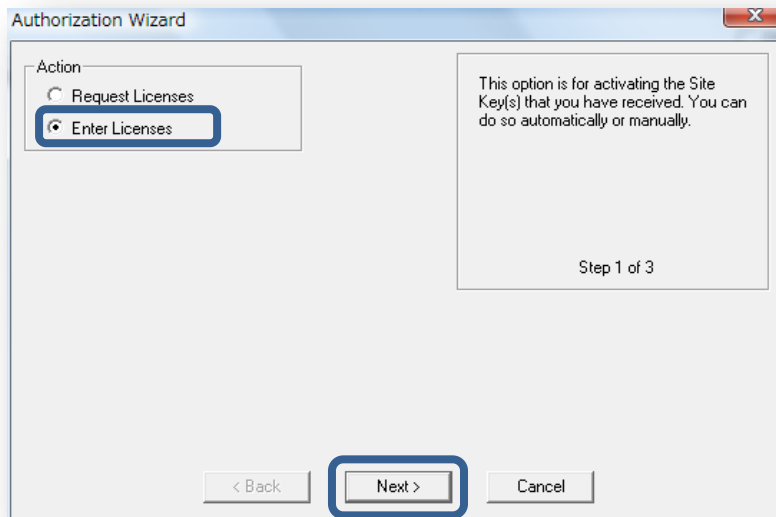 Authorization Wizard
Action
Request Licenses
Enter Licenses
This option is for activating the Site
Key(s) that you have received. You can
do so automatically or manually.
Step 1 of 3
< Back
Next >
Cancel